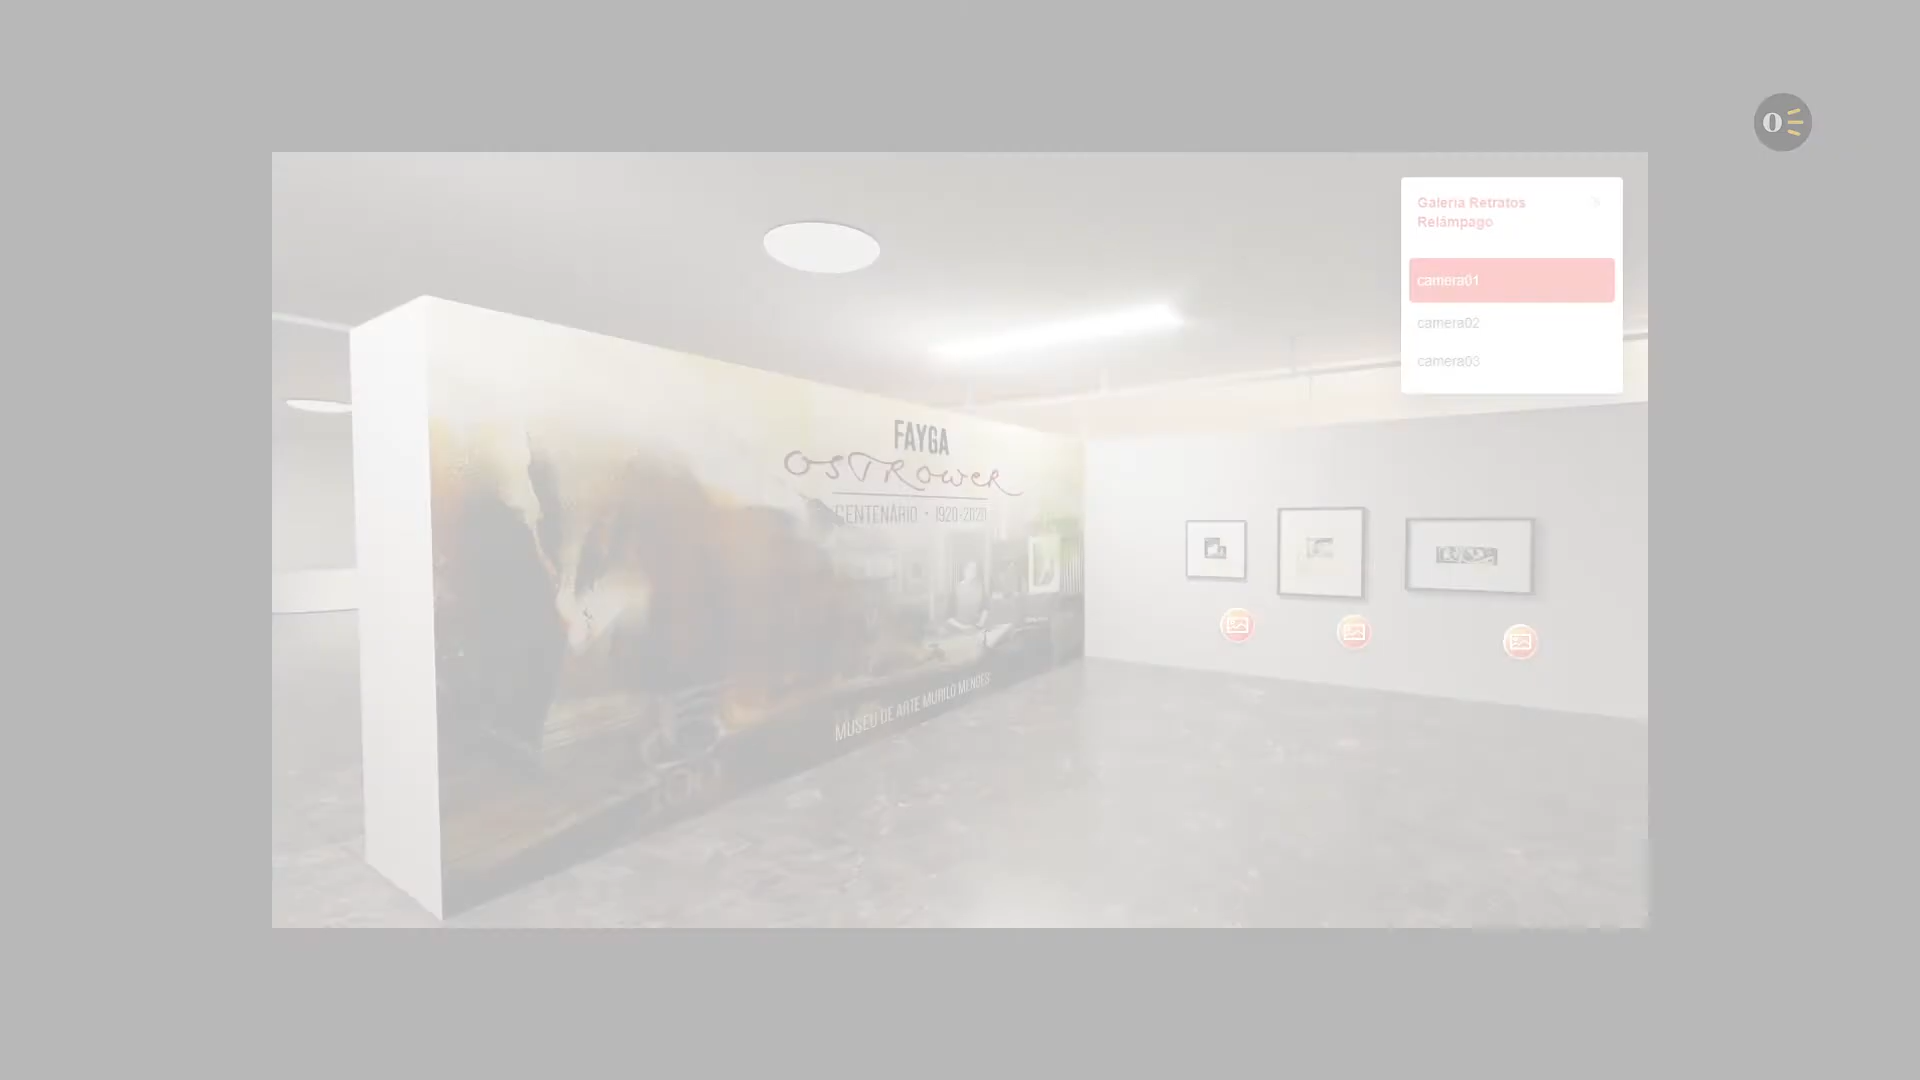 Galeria Retratos
Relâmpago
camera01
camera02
camera03
FAYGA
OSTROWER
CENTENÁRIO • 1920-2020
MUSEU DE ARTE MURILO MENDES